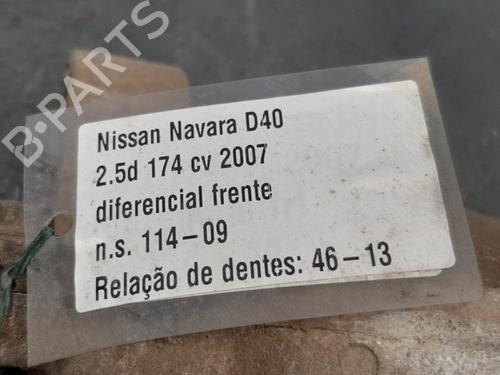 B-PARTS
Nissan Navara D40
2.5d 174 cv 2007
diferencial frente
n.s. 114-09
Relação de dentes: 46-13